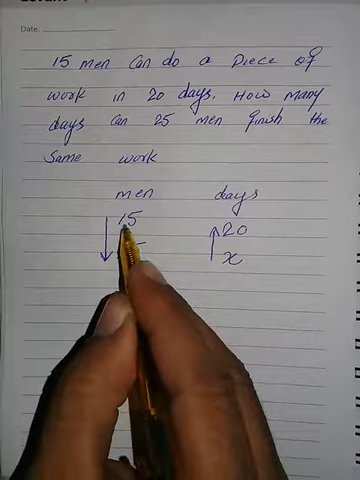 Date.
15 men can do a piece of
work in 20 days. How many
days can 25 men finish the
same work
men days
15 20
x